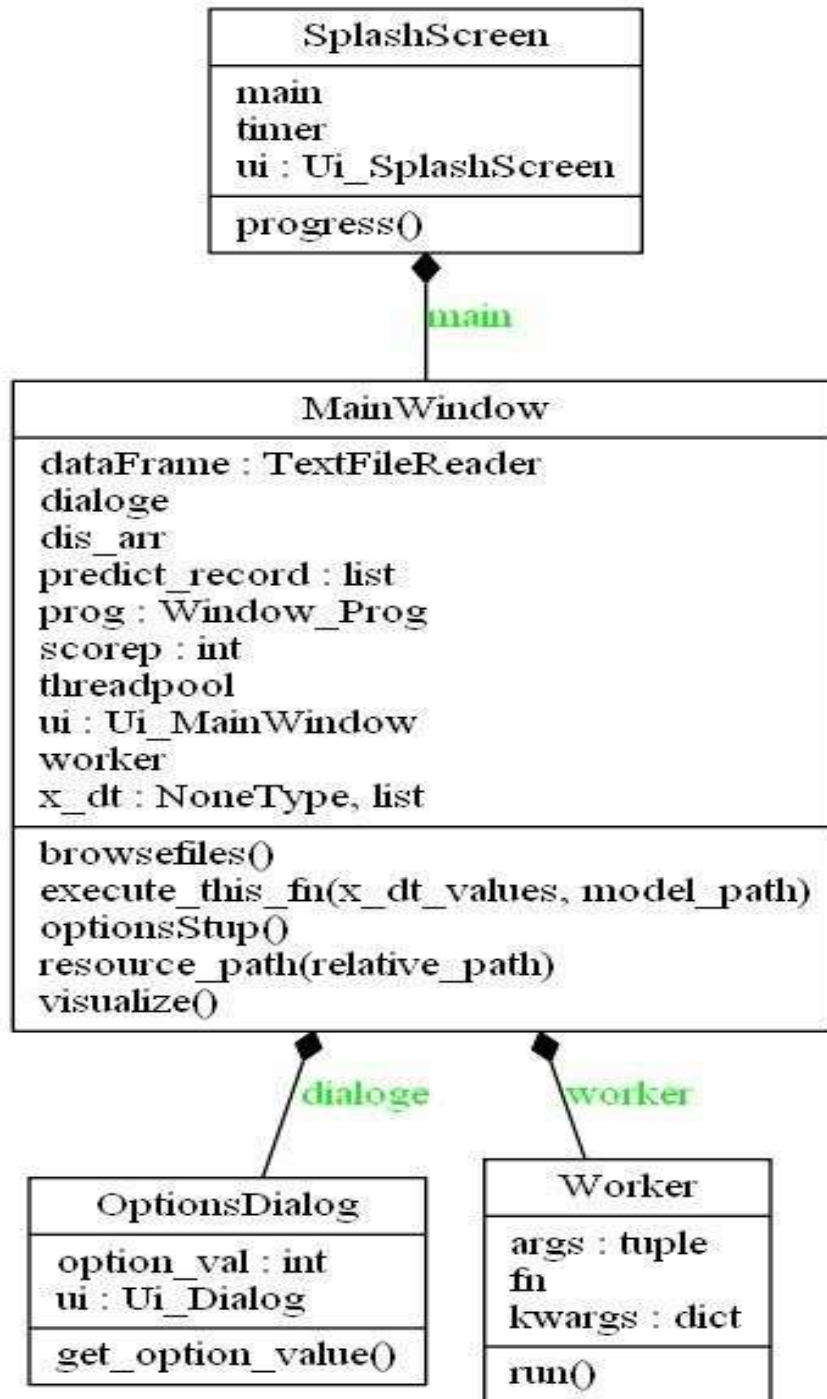 SplashScreen
main
timer
ui : Ui_SplashScreen
progress()
main
MainWindow
dataFrame : TextFileReader
dialoge
dis_arr
predict_record : list
prog : Window_Prog
scorep : int
threadpool
ui : Ui_MainWindow
worker
x_dt : NoneType, list
browsefiles()
execute_this_fn(x_dt_values, model_path)
optionsStup()
resource_path(relative_path)
visualize()
dialoge
worker
OptionsDialog
option_val : int
ui : Ui_Dialog
get_option_value()
Worker
args : tuple
fn
kwargs : dict
run()